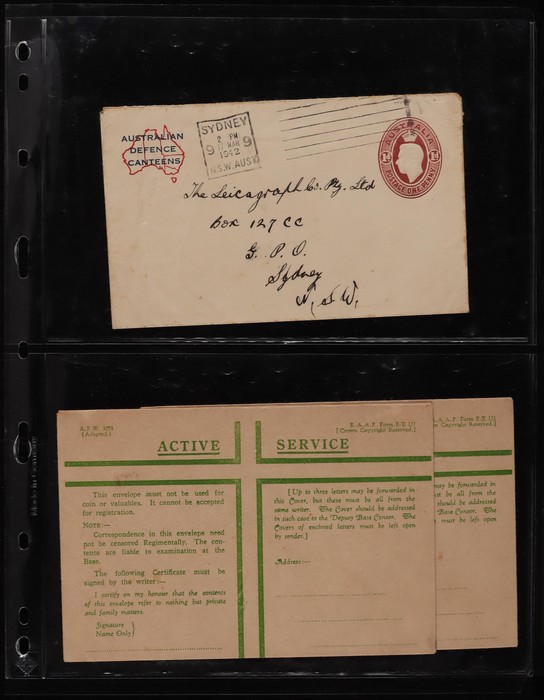 AUSTRALIAN
DEFENCE
CANTEENS
SYDNEY
2 PM
9 MAR 9
1942
N.S.W. AUS
AUSTRALIA
1D 1D
POSTAGE ONE PENNY
The Leicagraph Co. Pty. Ltd
Box 127 CC
G. P. O.
Sydney
N. S. W.
(Adapted.)
R.A.A.F. Form E/E 17
[Crown Copyright Reserved.]
ACTIVE SERVICE
This envelope must not be used for
coin or valuables. It cannot be accepted
for registration.
NOTE:—
Correspondence in this envelope need
not be censored Regimentally. The con-
tents are liable to examination at the
Base.
The following Certificate must be
signed by the writer:—
I certify on my honour that the contents
of this envelope refer to nothing but private
and family matters.
Signature
Name Only
[Up to three letters may be forwarded in
this Cover, but these must be all from the
same writer. The Cover should be addressed
in such case to the Deputy Base Censor. The
Covers of enclosed letters must be left open
by sender.]
Address:—
A.A.F. Form E/E 17
Copyright Reserved.]
may be forwarded in
must be all from the
should be addressed
Base Censor. The
must be left open